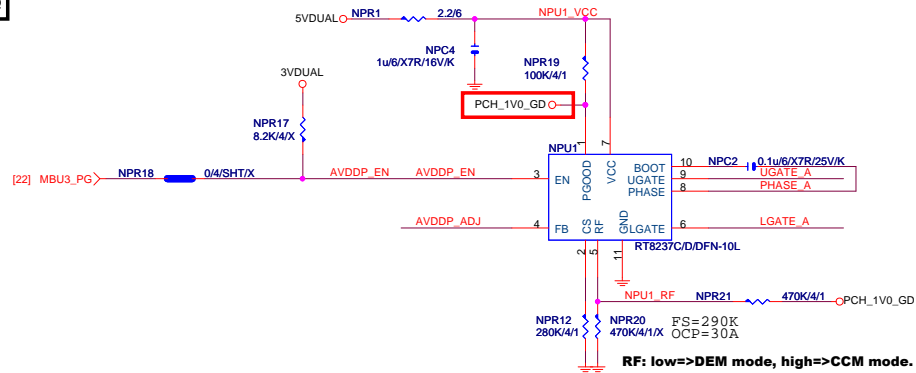 5VDUAL NPR1 2.2/6 NPU1_VCC
NPC4
1u/6/X7R/16V/K
NPR19
100K/4/1
3VDUAL
PCH_1V0_GD
NPR17
8.2K/4/X
1 7
NPU1
[22] MBU3_PG NPR18 0/4/SHT/X AVDDP_EN AVDDP_EN 3 EN
PGOOD
VCC
BOOT 10 NPC2 0.1u/6/X7R/25V/K
UGATE 9 UGATE_A
PHASE 8 PHASE_A
AVDDP_ADJ 4 FB
CS
RF
GND
LGATE 6 LGATE_A
RT8237C/D/DFN-10L
2 5 11
NPU1_RF NPR21 470K/4/1 PCH_1V0_GD
NPR12
280K/4/1
NPR20
470K/4/1/X
FS=290K
OCP=30A
RF: low=>DEM mode, high=>CCM mode.